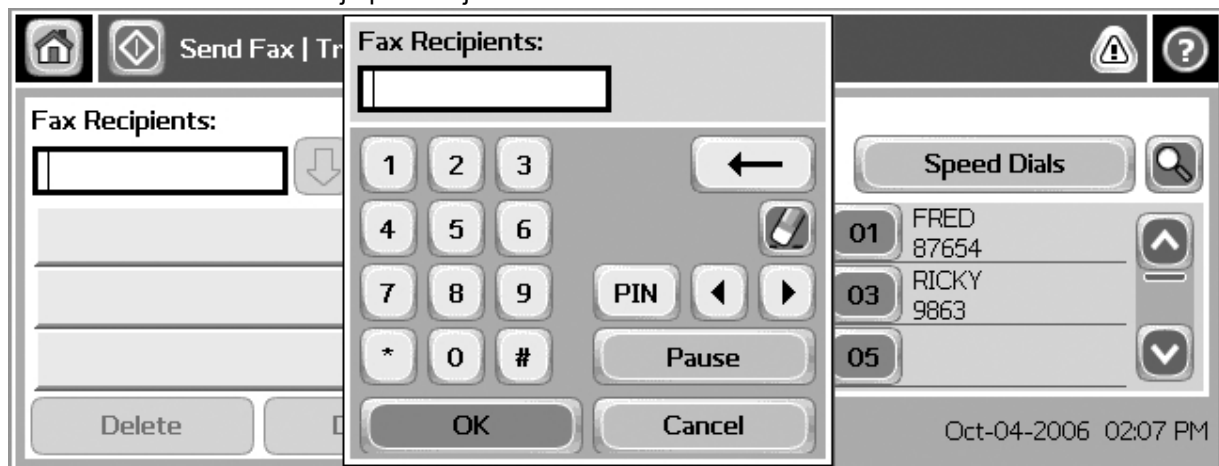 Send Fax | Tr
Fax Recipients:
?
Fax Recipients:
1 2 3
4 5 6
7 8 9
* 0 #
PIN
Pause
OK
Cancel
Speed Dials
01 FRED
87654
03 RICKY
9863
05
Delete
D
Oct-04-2006 02:07 PM